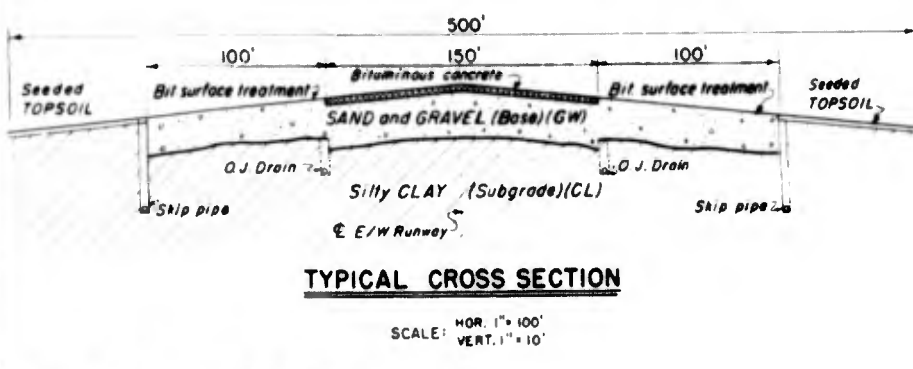 500'
100' 150' 100'
Bituminous concrete
Seeded TOPSOIL
Bit surface treatment
Bit surface treatment
Seeded TOPSOIL
SAND and GRAVEL (Base)(GW)
O.J. Drain
O.J. Drain
Silty CLAY (Subgrade)(CL)
Skip pipe
Skip pipe
℄ E/W Runway
TYPICAL CROSS SECTION
SCALE: HOR. 1" = 100'
VERT. 1" = 10'